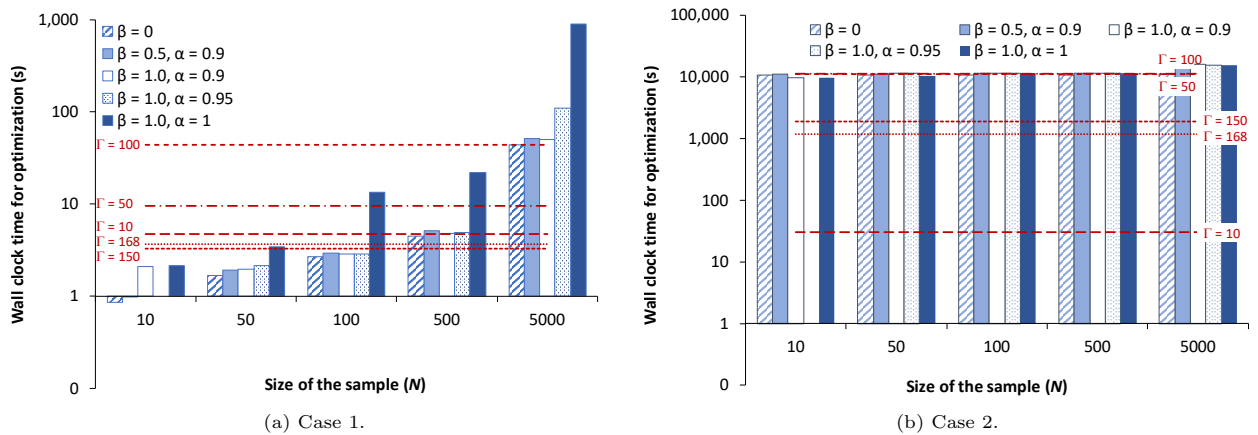 Wall clock time for optimization (s)
1,000
100
10
1
0
β = 0
β = 0.5, α = 0.9
β = 1.0, α = 0.9
β = 1.0, α = 0.95
β = 1.0, α = 1
Γ = 100
Γ = 50
Γ = 10
Γ = 168
Γ = 150
10 50 100 500 5000
Size of the sample (N)
(a) Case 1.
Wall clock time for optimization (s)
100,000
10,000
1,000
100
10
1
0
β = 0 β = 0.5, α = 0.9 β = 1.0, α = 0.9
β = 1.0, α = 0.95 β = 1.0, α = 1
Γ = 100
Γ = 50
Γ = 150
Γ = 168
Γ = 10
10 50 100 500 5000
Size of the sample (N)
(b) Case 2.